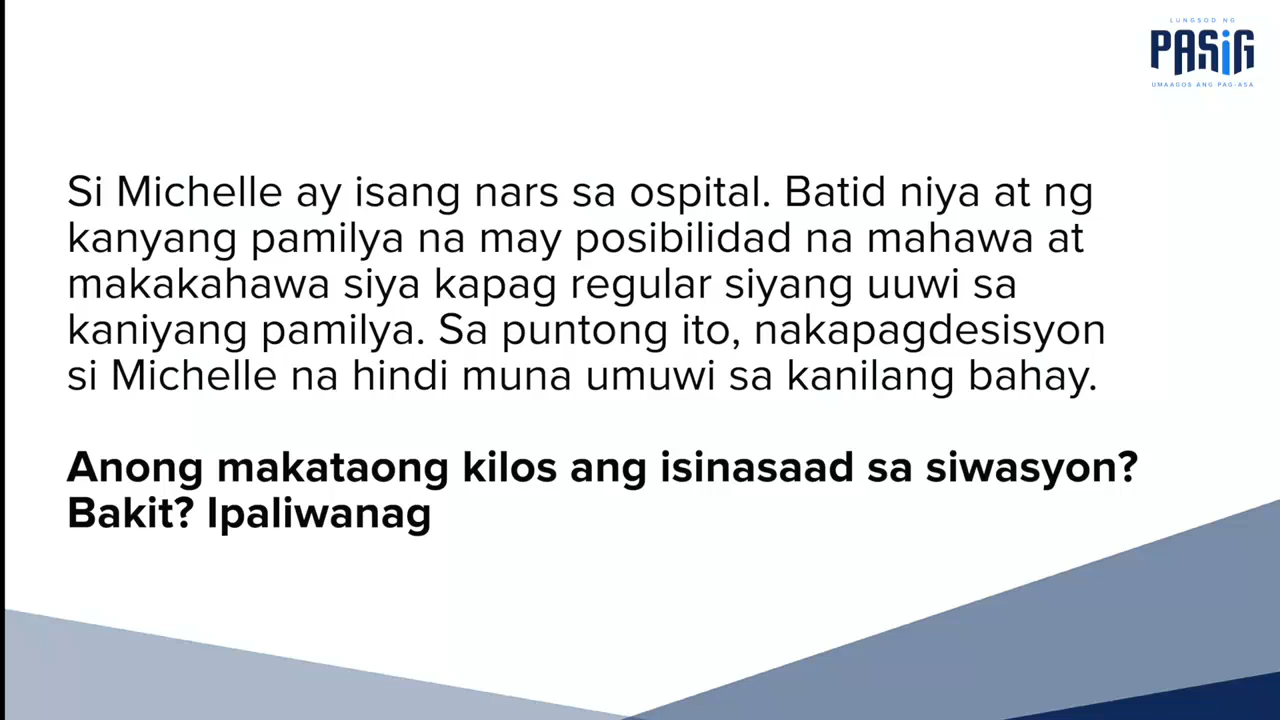 LUNGSOD NG
PASIG
UMAAGOS ANG PAG-ASA
Si Michelle ay isang nars sa ospital. Batid niya at ng
kanyang pamilya na may posibilidad na mahawa at
makakahawa siya kapag regular siyang uuwi sa
kaniyang pamilya. Sa puntong ito, nakapagdesisyon
si Michelle na hindi muna umuwi sa kanilang bahay.
Anong makataong kilos ang isinasaad sa siwasyon?
Bakit? Ipaliwanag